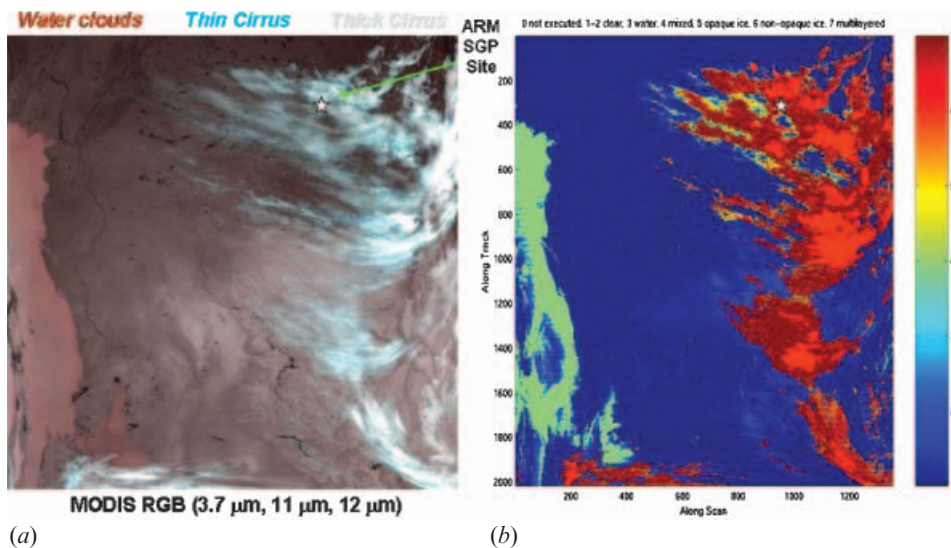 Water clouds Thin Cirrus Thick Cirrus
ARM
SGP
Site
MODIS RGB (3.7 µm, 11 µm, 12 µm)
(a)
0 not executed, 1-2 clear, 3 water, 4 mixed, 5 opaque ice, 6 non-opaque ice, 7 multilayered
200
400
600
800
1000
1200
1400
1600
1800
2000
Along Track
200 400 600 800 1000 1200
Along Scan
(b)